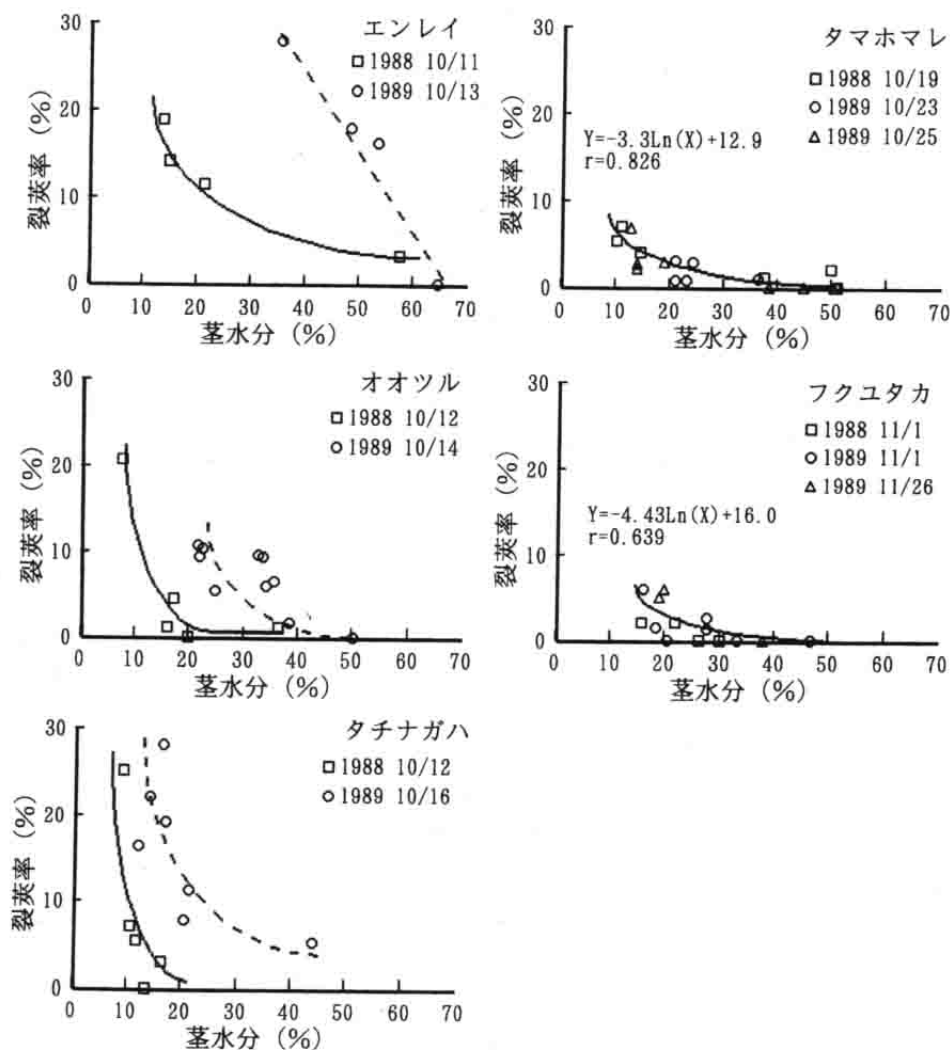 エンレイ
□ 1988 10/11
○ 1989 10/13
裂莢率 (%)
30
20
10
0
0 10 20 30 40 50 60 70
茎水分 (%)
タマホマレ
□ 1988 10/19
○ 1989 10/23
△ 1989 10/25
Y=-3.3Ln(X)+12.9
r=0.826
裂莢率 (%)
30
20
10
0
0 10 20 30 40 50 60 70
茎水分 (%)
オオツル
□ 1988 10/12
○ 1989 10/14
裂莢率 (%)
30
20
10
0
0 10 20 30 40 50 60 70
茎水分 (%)
フクユタカ
□ 1988 11/1
○ 1989 11/1
△ 1989 11/26
Y=-4.43Ln(X)+16.0
r=0.639
裂莢率 (%)
30
20
10
0
0 10 20 30 40 50 60 70
茎水分 (%)
タチナガハ
□ 1988 10/12
○ 1989 10/16
裂莢率 (%)
30
20
10
0
0 10 20 30 40 50 60 70
茎水分 (%)